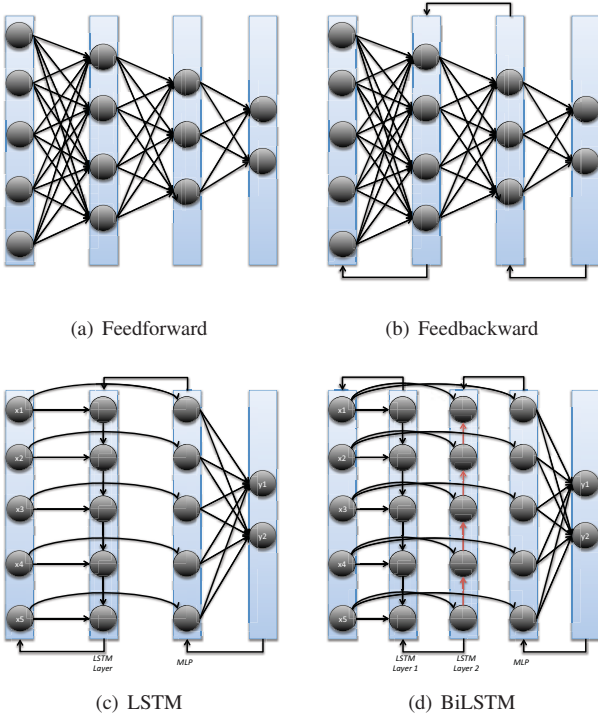 (a) Feedforward
(b) Feedbackward
x1
x2
x3
x4
x5
y1
y2
LSTM
Layer
MLP
x1
x2
x3
x4
x5
y1
y2
LSTM
Layer 1
LSTM
Layer 2
MLP
(c) LSTM
(d) BiLSTM